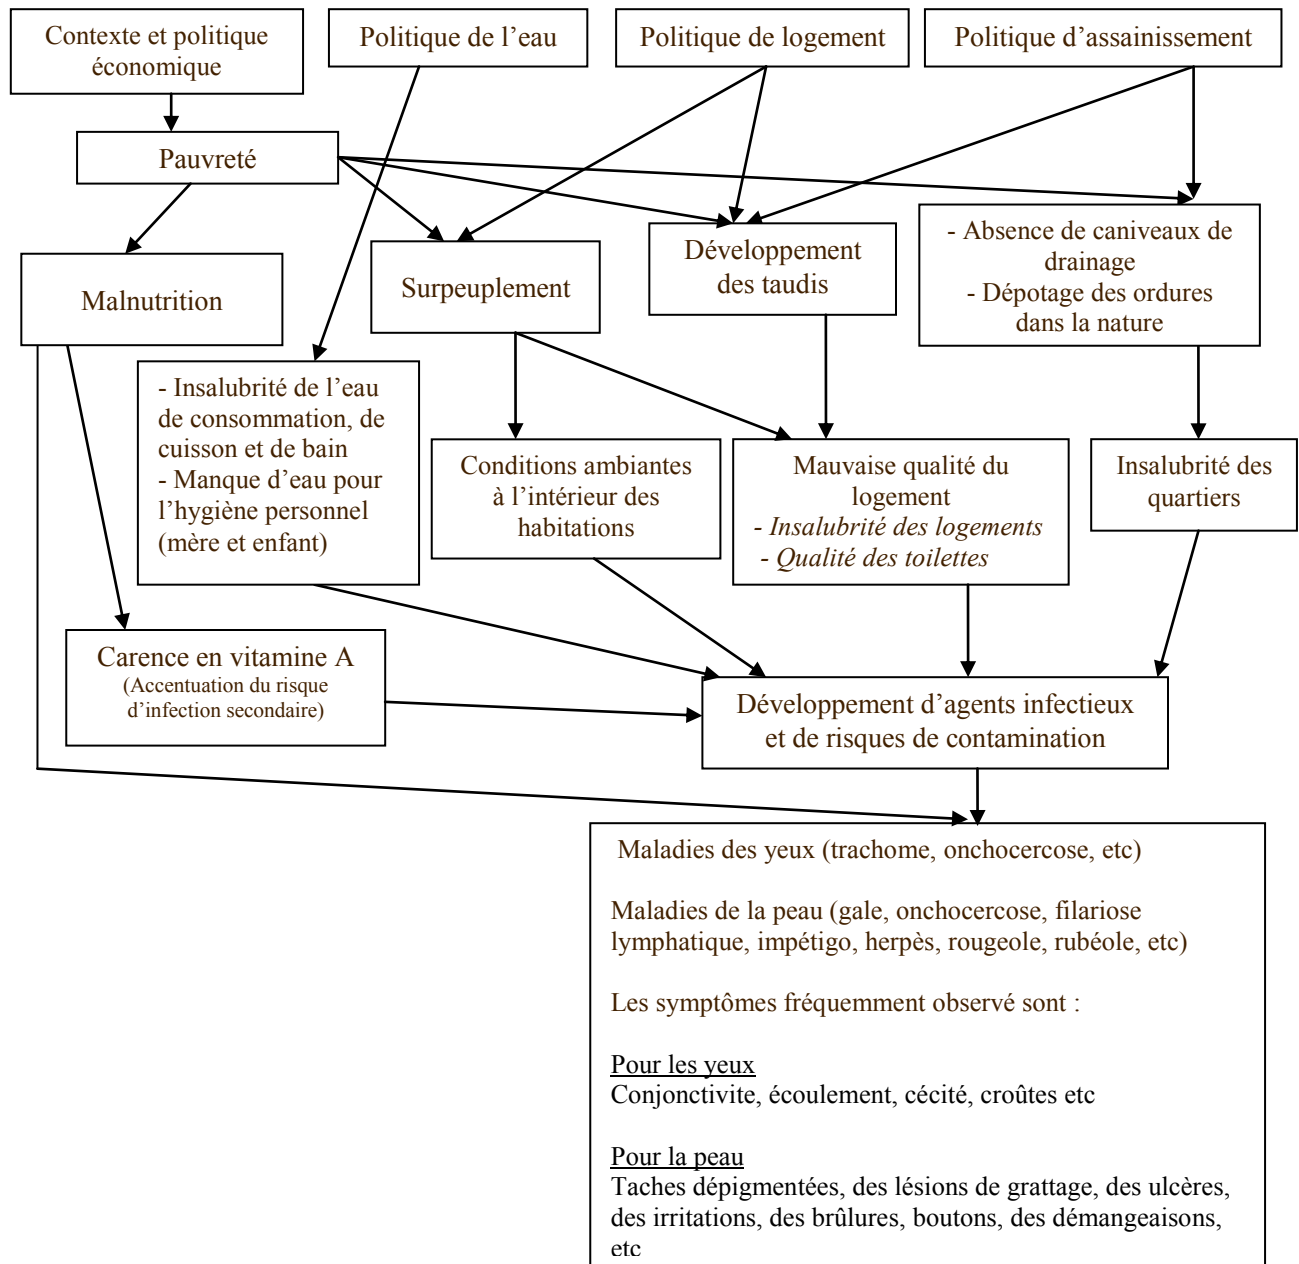 Contexte et politique
économique
Politique de l’eau
Politique de logement
Politique d’assainissement
Pauvreté
Malnutrition
Surpeuplement
Développement
des taudis
- Absence de caniveaux de
drainage
- Dépotage des ordures
dans la nature
- Insalubrité de l’eau
de consommation, de
cuisson et de bain
- Manque d’eau pour
l’hygiène personnel
(mère et enfant)
Conditions ambiantes
à l’intérieur des
habitations
Mauvaise qualité du
logement
- Insalubrité des logements
- Qualité des toilettes
Insalubrité des
quartiers
Carence en vitamine A
(Accentuation du risque
d’infection secondaire)
Développement d’agents infectieux
et de risques de contamination
Maladies des yeux (trachome, onchocercose, etc)
Maladies de la peau (gale, onchocercose, filariose
lymphatique, impétigo, herpès, rougeole, rubéole, etc)
Les symptômes fréquemment observé sont :
Pour les yeux
Conjonctivite, écoulement, cécité, croûtes etc
Pour la peau
Taches dépigmentées, des lésions de grattage, des ulcères,
des irritations, des brûlures, boutons, des démangeaisons,
etc